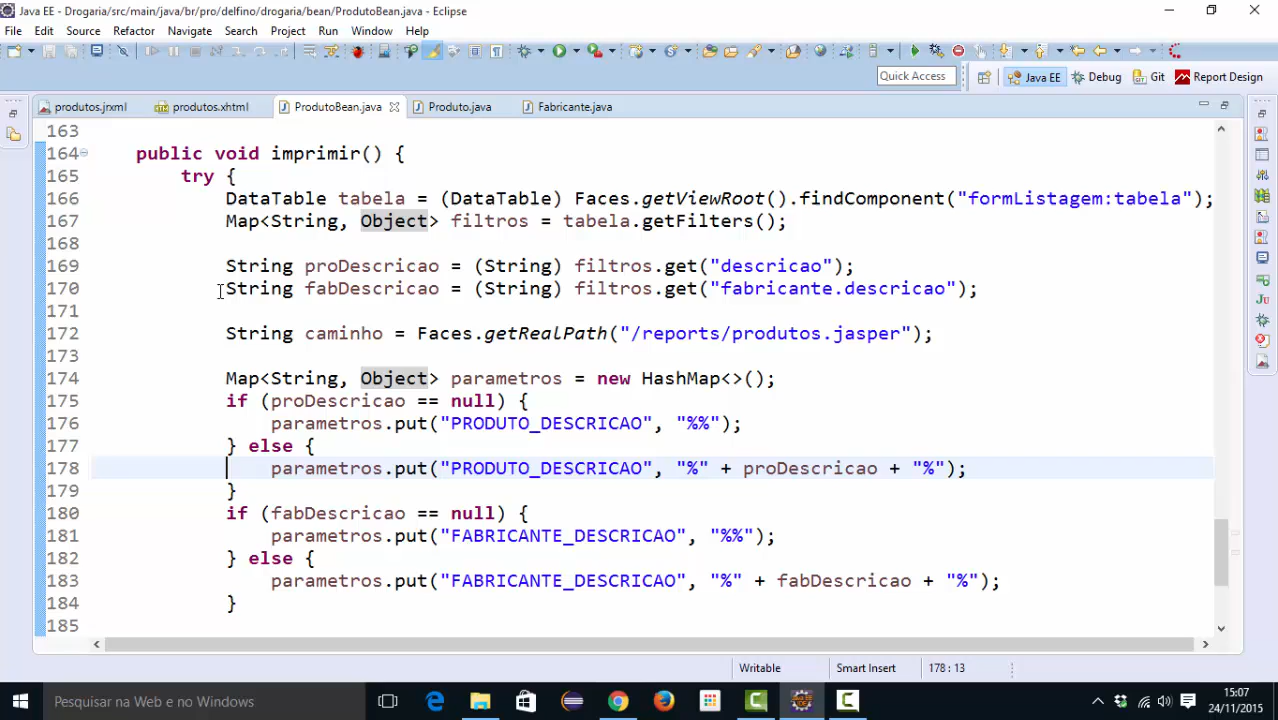 Java EE - Drogaria/src/main/java/br/pro/delfino/drogaria/bean/ProdutoBean.java - Eclipse
File Edit Source Refactor Navigate Search Project Run Window Help
Quick Access Java EE Debug Git Report Design
produtos.jrxml produtos.xhtml ProdutoBean.java Produto.java Fabricante.java
163
164 public void imprimir() {
165 try {
166 DataTable tabela = (DataTable) Faces.getViewRoot().findComponent("formListagem:tabela");
167 Map<String, Object> filtros = tabela.getFilters();
168
169 String proDescricao = (String) filtros.get("descricao");
170 String fabDescricao = (String) filtros.get("fabricante.descricao");
171
172 String caminho = Faces.getRealPath("/reports/produtos.jasper");
173
174 Map<String, Object> parametros = new HashMap<>();
175 if (proDescricao == null) {
176 parametros.put("PRODUTO_DESCRICAO", "%%");
177 } else {
178 parametros.put("PRODUTO_DESCRICAO", "%" + proDescricao + "%");
179 }
180 if (fabDescricao == null) {
181 parametros.put("FABRICANTE_DESCRICAO", "%%");
182 } else {
183 parametros.put("FABRICANTE_DESCRICAO", "%" + fabDescricao + "%");
184 }
185
Writable Smart Insert 178 : 13
Pesquisar na Web e no Windows
15:07
24/11/2015